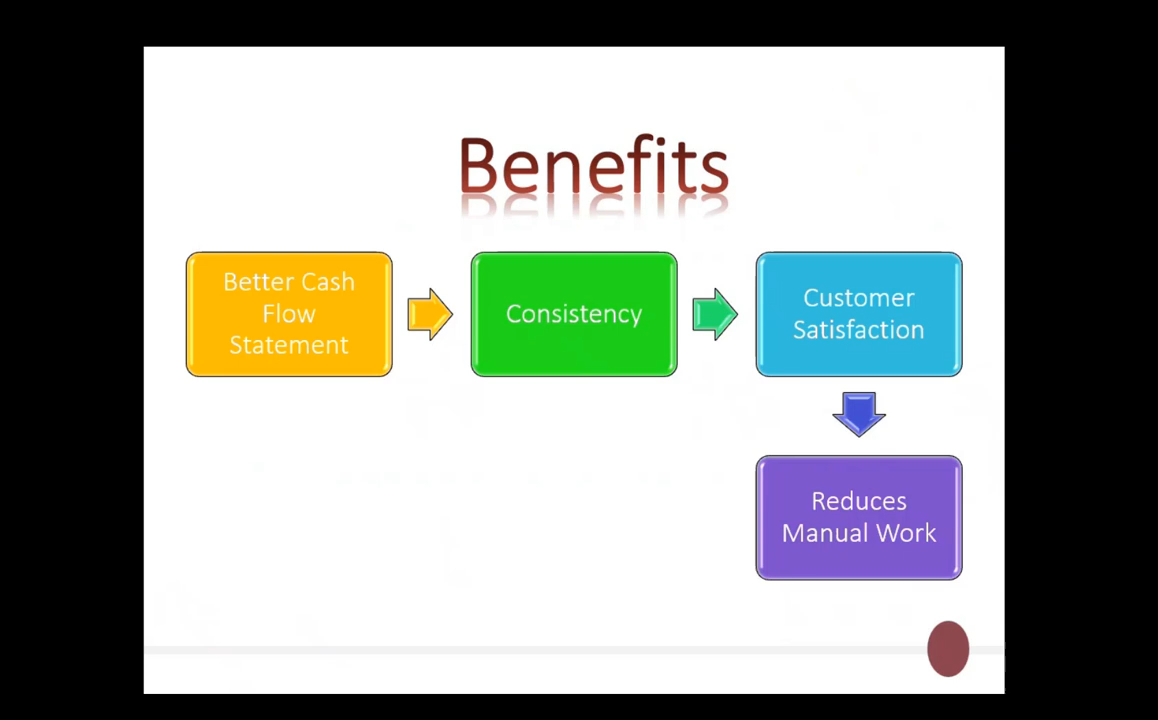 Benefits
Better Cash
Flow
Statement
Consistency
Customer
Satisfaction
Reduces
Manual Work